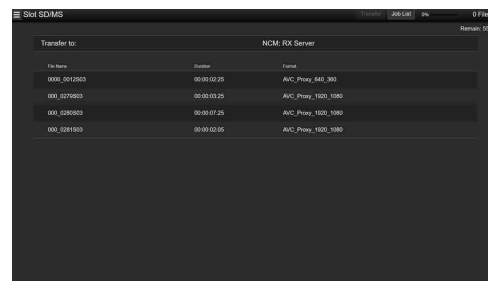 Slot SD/MS Transfer Job List 0% 0 File
Remain: 55
Transfer to: NCM: RX Server
File Name Duration Format
0000_0012S03 00:00:02:25 AVC_Proxy_640_360
000_0279S03 00:00:03:25 AVC_Proxy_1920_1080
000_0280S03 00:00:07:25 AVC_Proxy_1920_1080
000_0281S03 00:00:02:05 AVC_Proxy_1920_1080